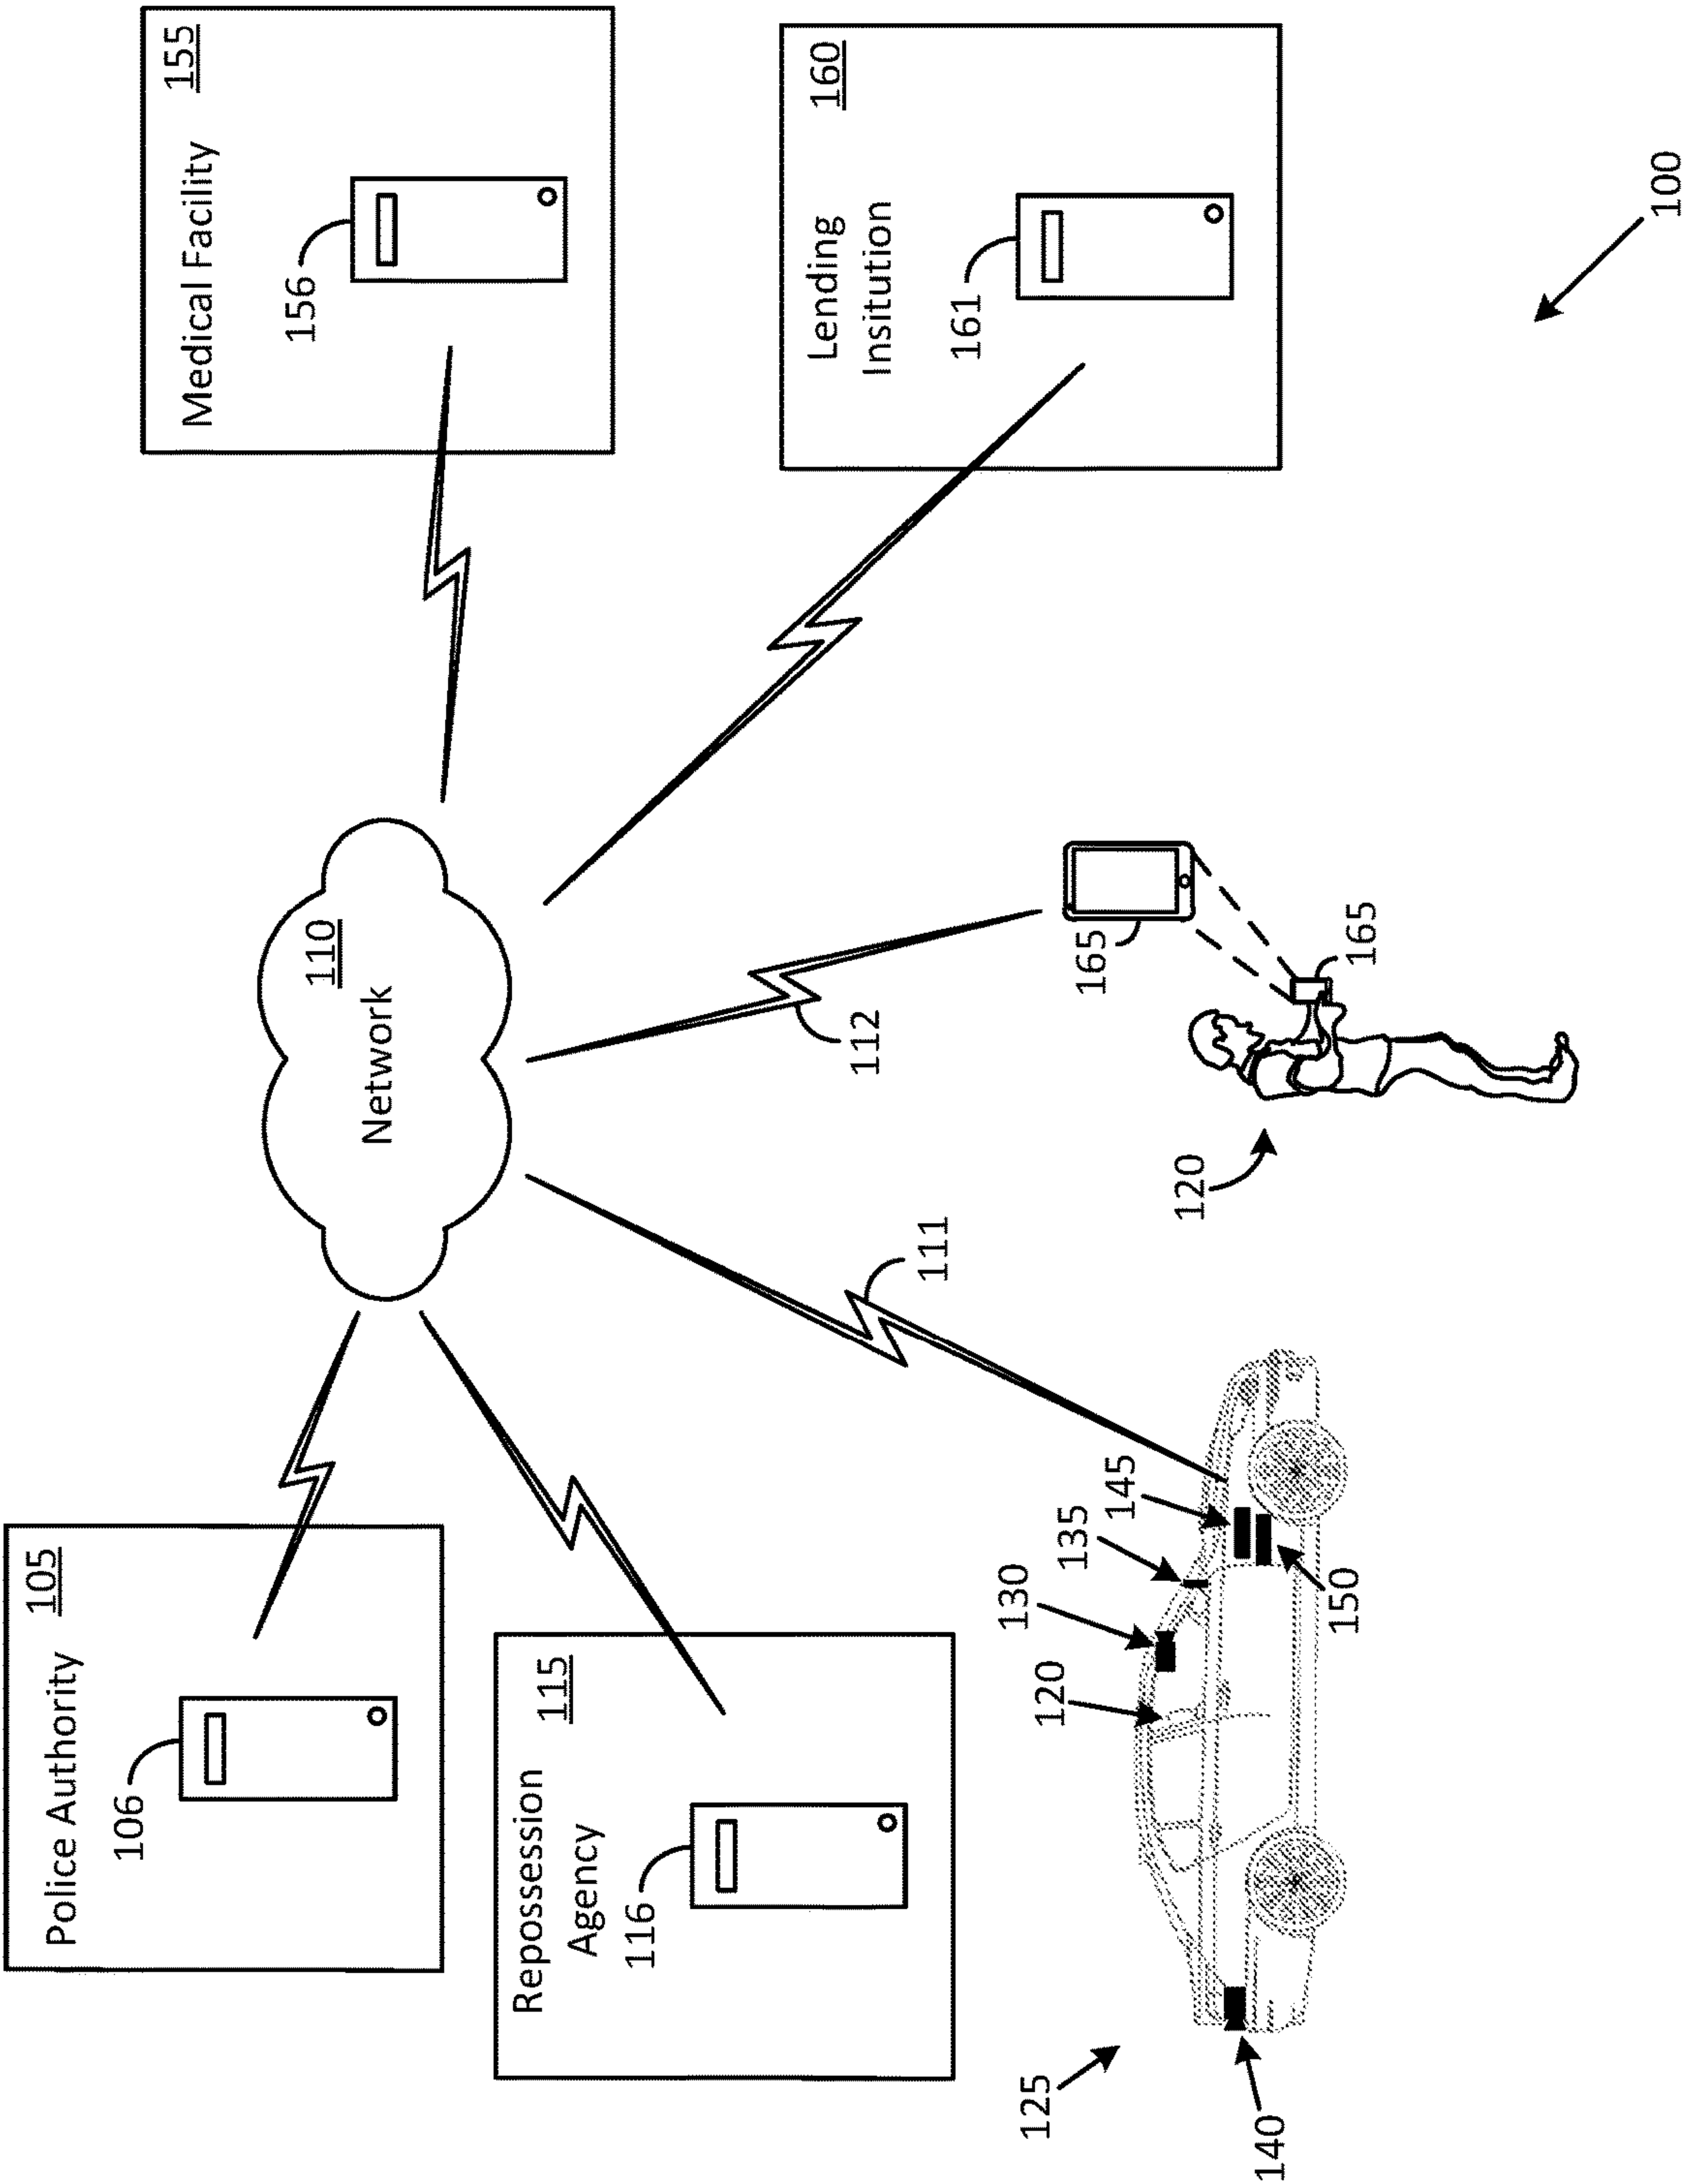 Police Authority 105
106
Repossession 115
Agency
116
Network 110
Medical Facility 155
156
Lending 160
Insitution
161
111
112
165
165
120
125
140
120
130
135
145
150
100